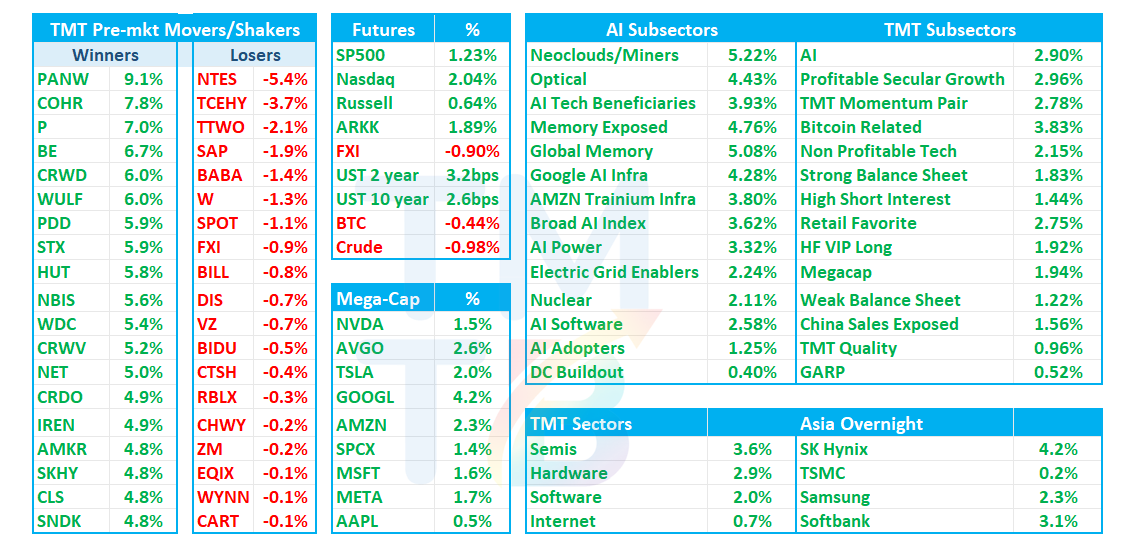 TMT Pre-mkt Movers/Shakers
Winners Losers
PANW 9.1% NTES -5.4%
COHR 7.8% TCEHY -3.7%
P 7.0% TTWO -2.1%
BE 6.7% SAP -1.9%
CRWD 6.0% BABA -1.4%
WULF 6.0% W -1.3%
PDD 5.9% SPOT -1.1%
STX 5.9% FXI -0.9%
HUT 5.8% BILL -0.8%
NBIS 5.6% DIS -0.7%
WDC 5.4% VZ -0.7%
CRWV 5.2% BIDU -0.5%
NET 5.0% CTSH -0.4%
CRDO 4.9% RBLX -0.3%
IREN 4.9% CHWY -0.2%
AMKR 4.8% ZM -0.2%
SKHY 4.8% EQIX -0.1%
CLS 4.8% WYNN -0.1%
SNDK 4.8% CART -0.1%
Futures %
SP500 1.23%
Nasdaq 2.04%
Russell 0.64%
ARKK 1.89%
FXI -0.90%
UST 2 year 3.2bps
UST 10 year 2.6bps
BTC -0.44%
Crude -0.98%
Mega-Cap %
NVDA 1.5%
AVGO 2.6%
TSLA 2.0%
GOOGL 4.2%
AMZN 2.3%
SPCX 1.4%
MSFT 1.6%
META 1.7%
AAPL 0.5%
AI Subsectors TMT Subsectors
Neoclouds/Miners 5.22% AI 2.90%
Optical 4.43% Profitable Secular Growth 2.96%
AI Tech Beneficiaries 3.93% TMT Momentum Pair 2.78%
Memory Exposed 4.76% Bitcoin Related 3.83%
Global Memory 5.08% Non Profitable Tech 2.15%
Google AI Infra 4.28% Strong Balance Sheet 1.83%
AMZN Trainium Infra 3.80% High Short Interest 1.44%
Broad AI Index 3.62% Retail Favorite 2.75%
AI Power 3.32% HF VIP Long 1.92%
Electric Grid Enablers 2.24% Megacap 1.94%
Nuclear 2.11% Weak Balance Sheet 1.22%
AI Software 2.58% China Sales Exposed 1.56%
AI Adopters 1.25% TMT Quality 0.96%
DC Buildout 0.40% GARP 0.52%
TMT Sectors Asia Overnight
Semis 3.6% SK Hynix 4.2%
Hardware 2.9% TSMC 0.2%
Software 2.0% Samsung 2.3%
Internet 0.7% Softbank 3.1%
TM
TB